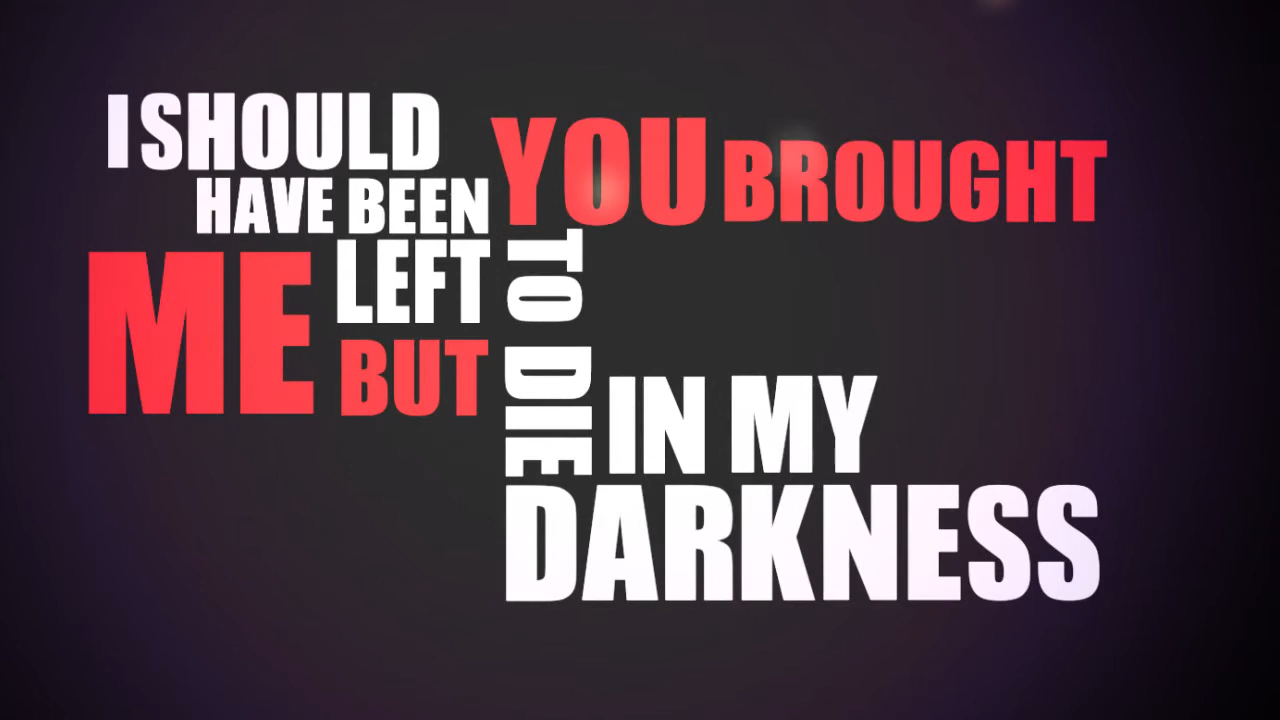 I SHOULD
HAVE BEEN
LEFT
TO DIE
IN MY
DARKNESS
BUT
YOU BROUGHT
ME